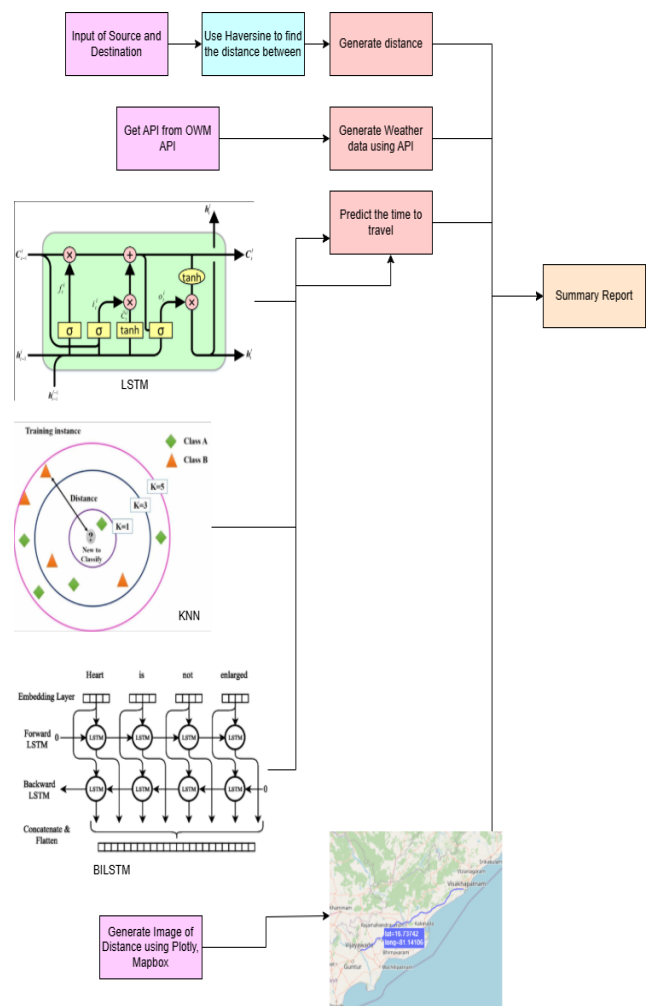 Input of Source and
Destination
Use Haversine to find
the distance between
Generate distance
Get API from OWM
API
Generate Weather
data using API
Predict the time to
travel
Summary Report
tanh
σ
σ
tanh
σ
LSTM
Training instance
Class A
Class B
K=5
K=3
Distance
K=1
?
New to
Classify
KNN
Heart is not enlarged
Embedding Layer
Forward
LSTM
0
LSTM LSTM LSTM LSTM
Backward
LSTM
LSTM LSTM LSTM LSTM
0
Concatenate &
Flatten
BILSTM
Generate Image of
Distance using Plotly,
Mapbox
Visakhapatnam
Vijayawada
Guntur
lat=16.73742
long=81.14106